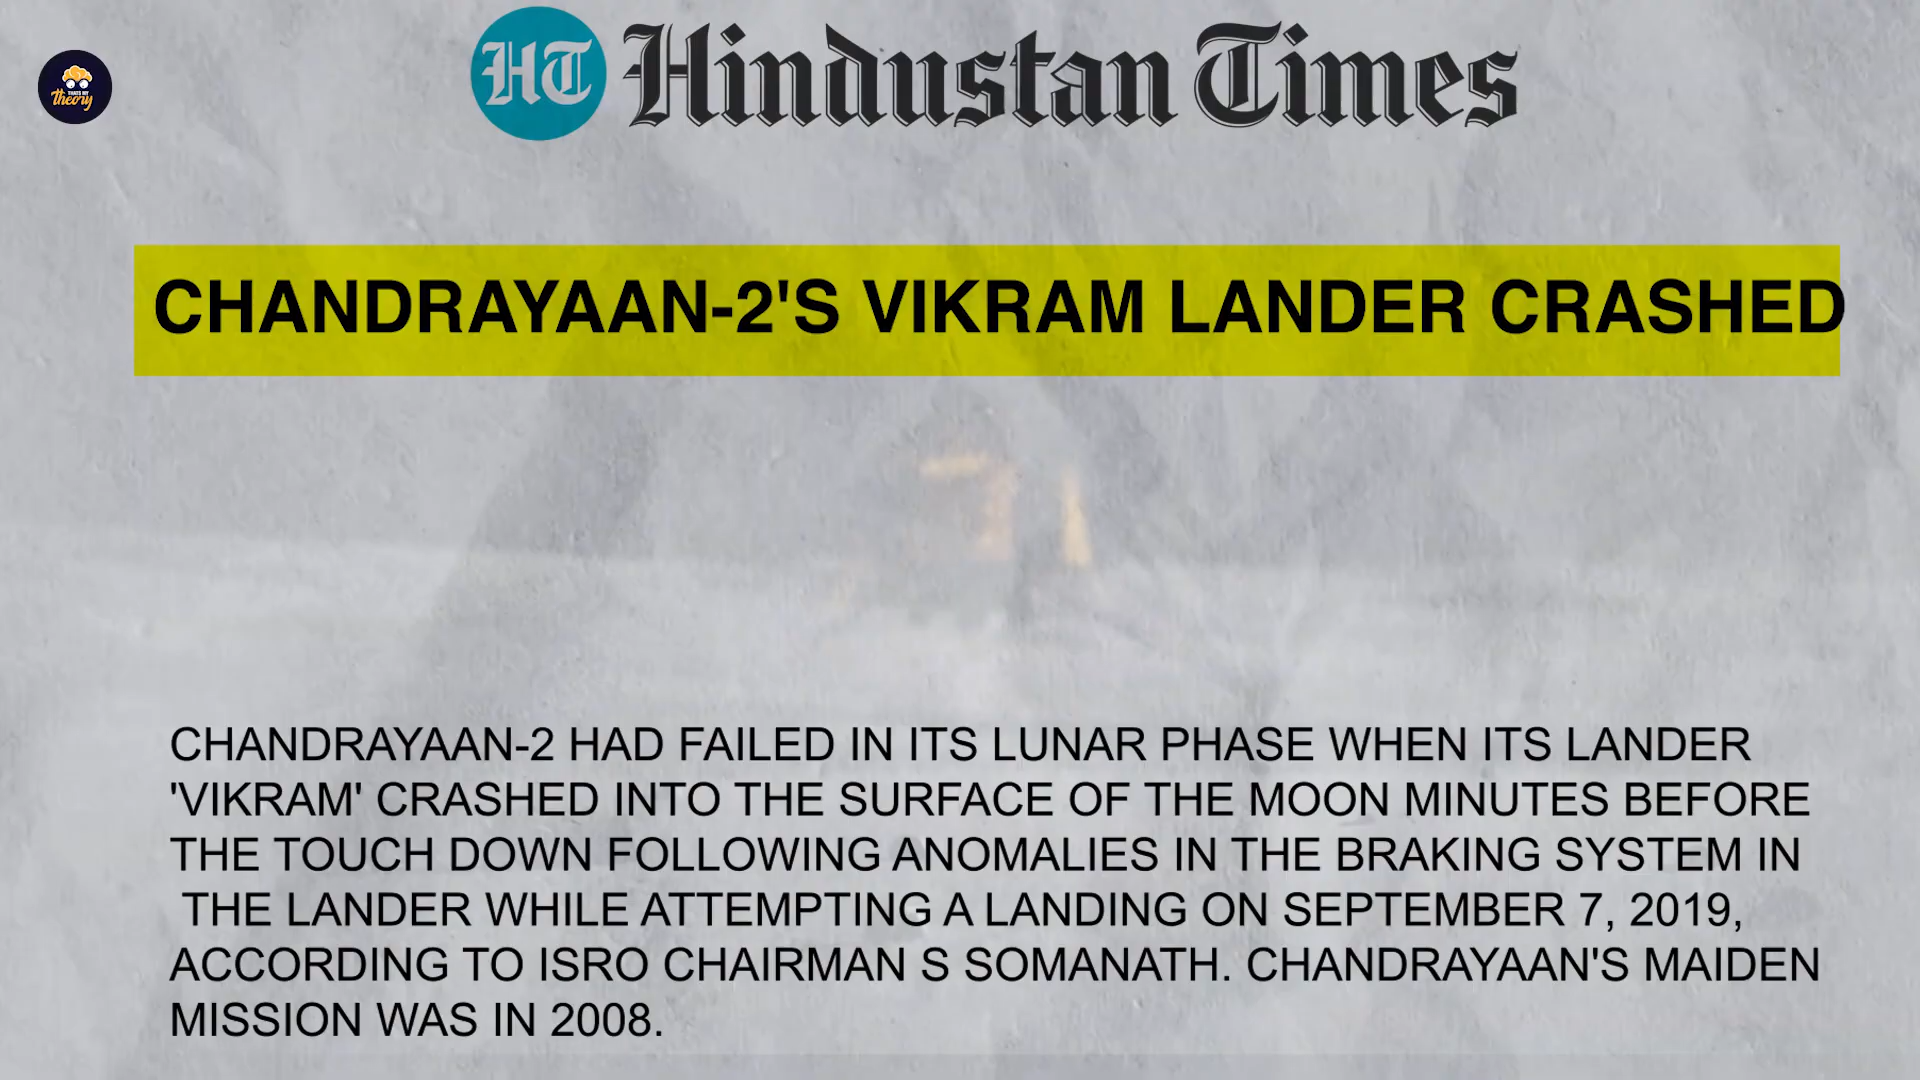 HT Hindustan Times
THATS MY
theory
CHANDRAYAAN-2'S VIKRAM LANDER CRASHED
CHANDRAYAAN-2 HAD FAILED IN ITS LUNAR PHASE WHEN ITS LANDER
'VIKRAM' CRASHED INTO THE SURFACE OF THE MOON MINUTES BEFORE
THE TOUCH DOWN FOLLOWING ANOMALIES IN THE BRAKING SYSTEM IN
THE LANDER WHILE ATTEMPTING A LANDING ON SEPTEMBER 7, 2019,
ACCORDING TO ISRO CHAIRMAN S SOMANATH. CHANDRAYAAN'S MAIDEN
MISSION WAS IN 2008.